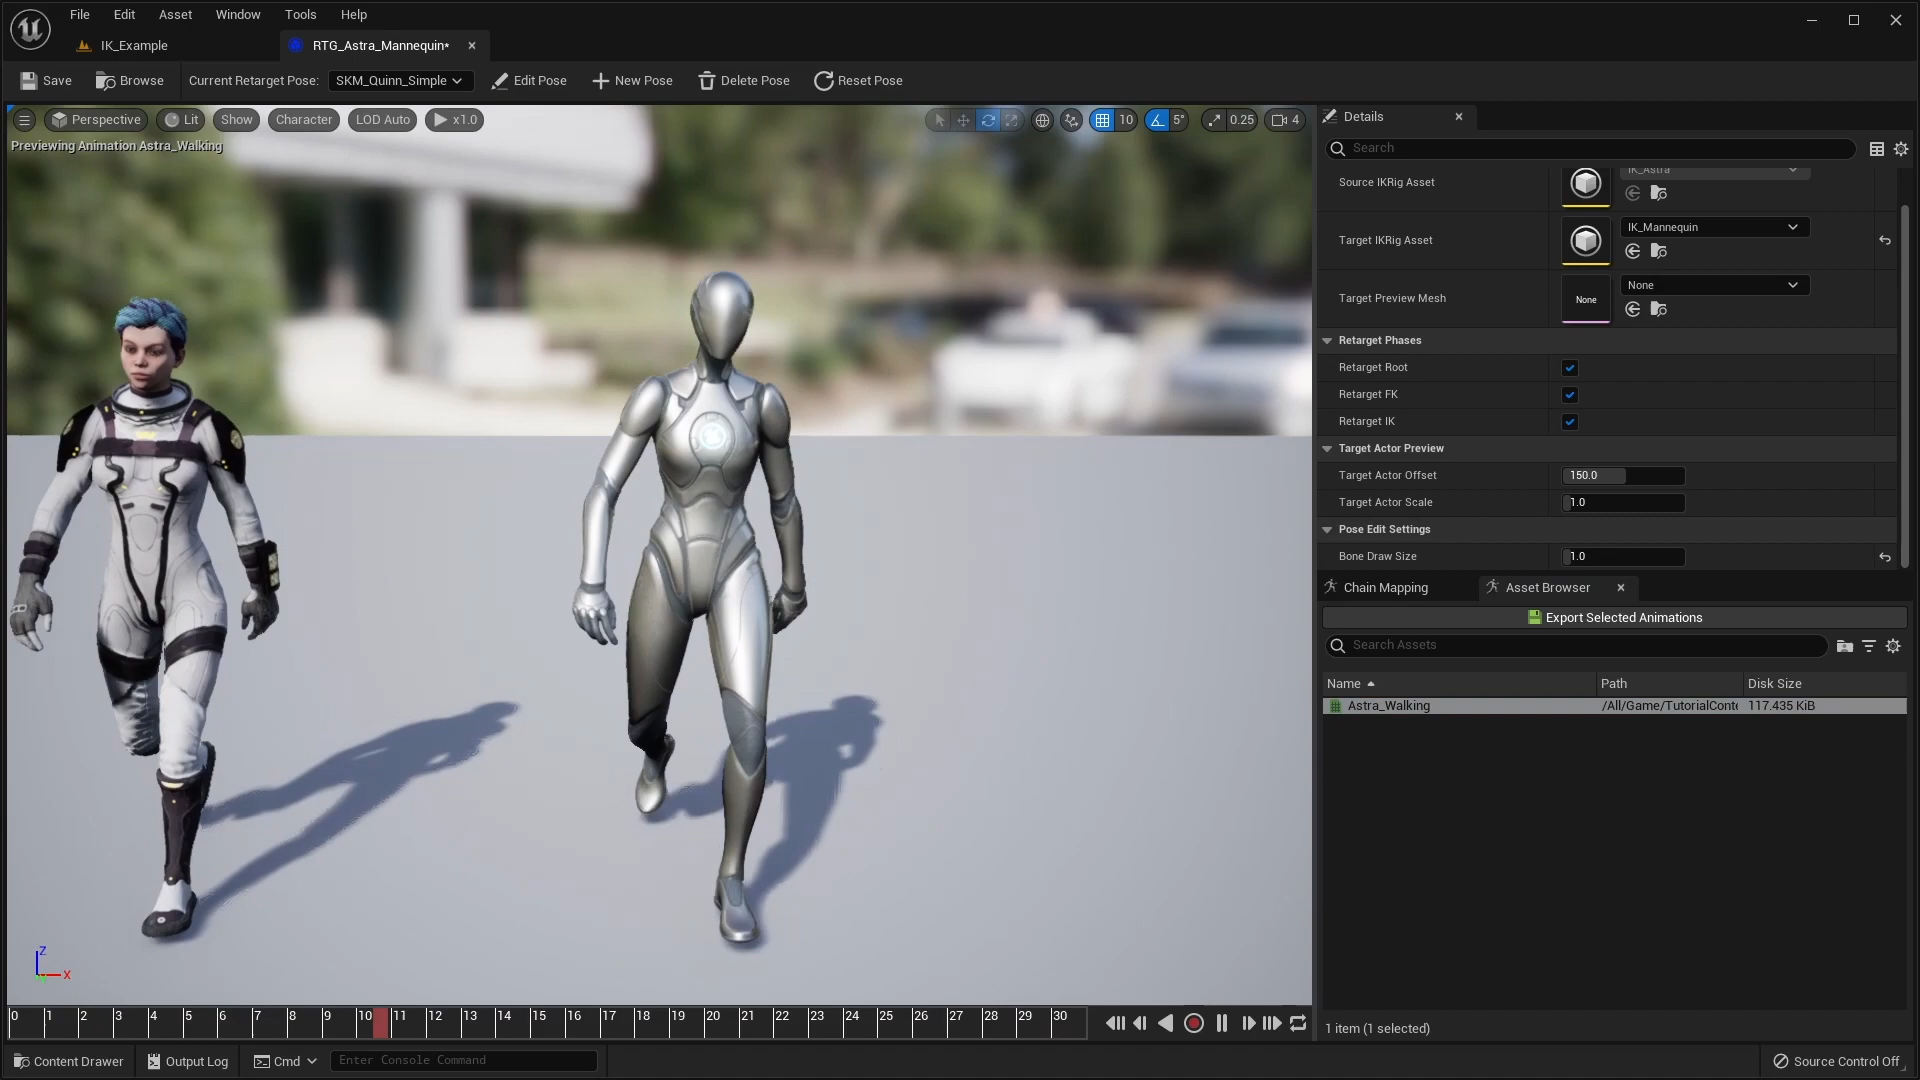 File Edit Asset Window Tools Help
IK_Example
RTG_Astra_Mannequin*
Save Browse Current Retarget Pose: SKM_Quinn_Simple Edit Pose New Pose Delete Pose Reset Pose
Perspective Lit Show Character LOD Auto x1.0 10 5° 0.25 4
Previewing Animation Astra_Walking
Details
Search
Source IKRig Asset IK_Astra
Target IKRig Asset IK_Mannequin
Target Preview Mesh None None
Retarget Phases
Retarget Root
Retarget FK
Retarget IK
Target Actor Preview
Target Actor Offset 150.0
Target Actor Scale 1.0
Pose Edit Settings
Bone Draw Size 1.0
Chain Mapping Asset Browser
Export Selected Animations
Search Assets
Name Path Disk Size
Astra_Walking /All/Game/TutorialConte 117.435 KiB
Z
X
0 1 2 3 4 5 6 7 8 9 10 11 12 13 14 15 16 17 18 19 20 21 22 23 24 25 26 27 28 29 30
1 item (1 selected)
Content Drawer Output Log Cmd Enter Console Command Source Control Off